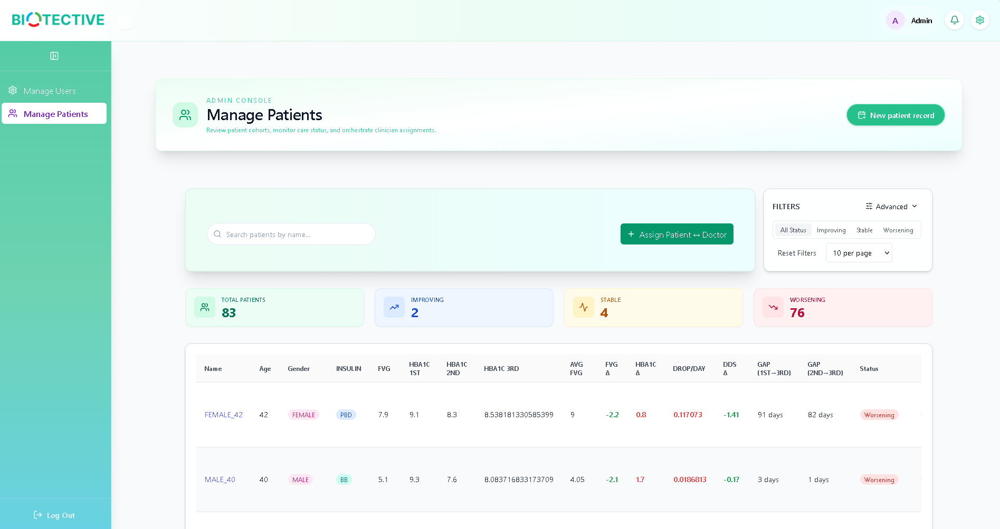 BIOTECTIVE
A Admin
Manage Users
Manage Patients
Log Out
ADMIN CONSOLE
Manage Patients
Review patient cohorts, monitor care status, and orchestrate clinician assignments.
New patient record
Search patients by name...
+ Assign Patient ↔ Doctor
FILTERS
Advanced
All Status Improving Stable Worsening
Reset Filters 10 per page
TOTAL PATIENTS
83
IMPROVING
2
STABLE
4
WORSENING
76
Name Age Gender INSULIN FVG HBA1C 1ST HBA1C 2ND HBA1C 3RD AVG FVG FVG Δ HBA1C Δ DROP/DAY DDS Δ GAP (1ST→3RD) GAP (2ND→3RD) Status
FEMALE_42 42 FEMALE PBD 7.9 9.1 8.3 8.538181330585399 9 -2.2 0.8 0.117073 -1.41 91 days 82 days Worsening
MALE_40 40 MALE BB 5.1 9.3 7.6 8.083716833173709 4.05 -2.1 1.7 0.0186813 -0.17 3 days 1 days Worsening